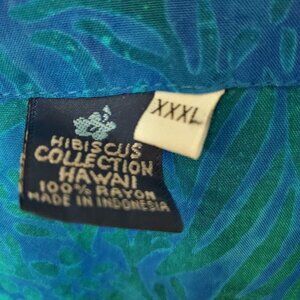 XXXL
HIBISCUS
COLLECTION
HAWAII
100% RAYON
MADE IN INDONESIA